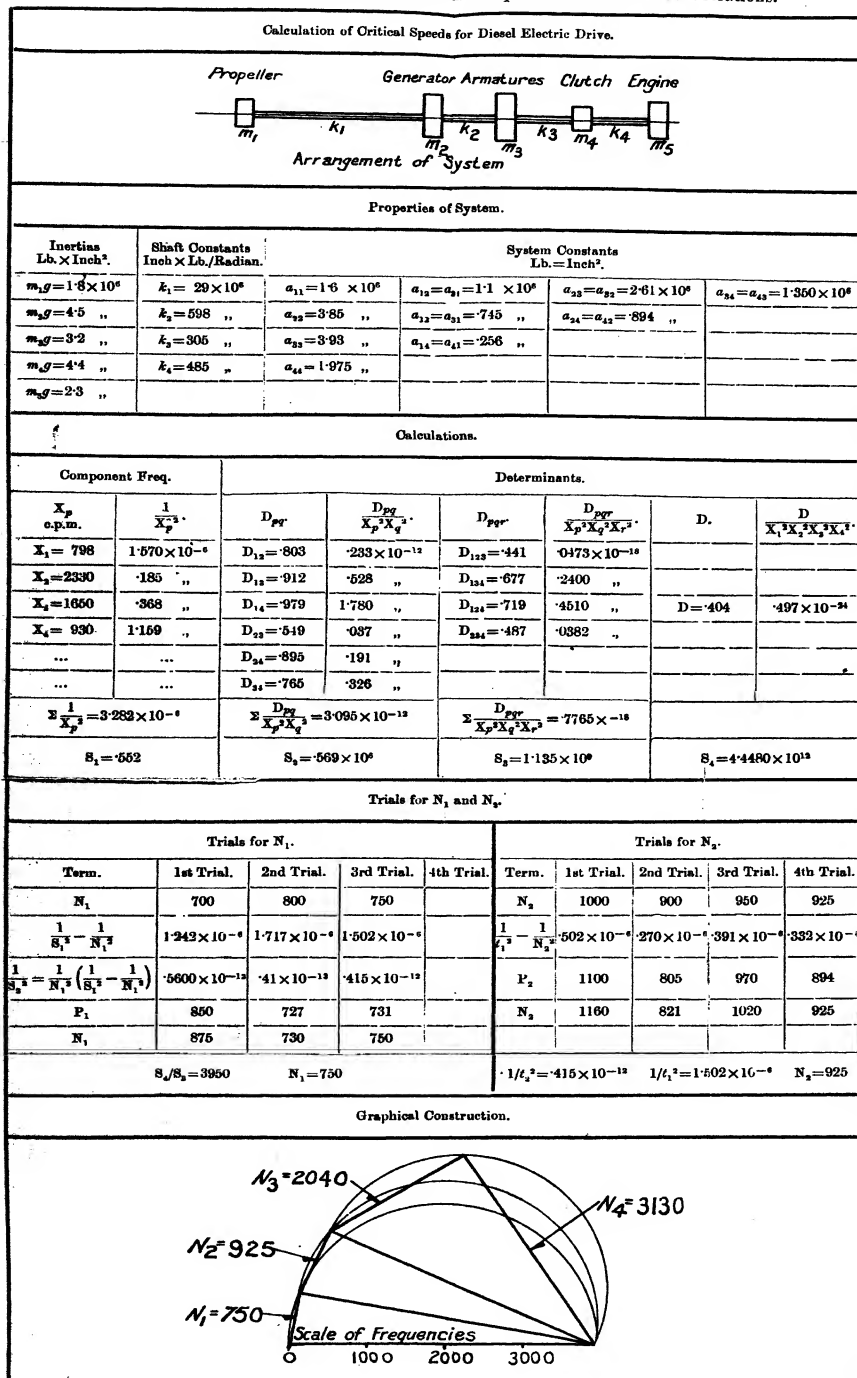 Calculation of Critical Speeds for Diesel Electric Drive.
Propeller Generator Armatures Clutch Engine
m₁ k₁ m₂ k₂ m₃ k₃ m₄ k₄ m₅
Arrangement of System
Properties of System.
Inertias Lb. × Inch². Shaft Constants Inch × Lb./Radian. System Constants Lb.=Inch².
m₁g=1·8×10⁶ k₁= 29×10⁶ a₁₁=1·6 ×10⁶ a₁₂=a₂₁=1·1 ×10⁶ a₂₃=a₃₂=2·61×10⁶ a₃₄=a₄₃=1·350×10⁶
m₂g=4·5 ,, k₂=598 ,, a₂₂=3·85 ,, a₁₃=a₃₁=·745 ,, a₂₄=a₄₂=·894 ,,
m₃g=3·2 ,, k₃=305 ,, a₃₃=3·93 ,, a₁₄=a₄₁=·256 ,,
m₄g=4·4 ,, k₄=485 ,, a₄₄=1·975 ,,
m₅g=2·3 ,,
Calculations.
Component Freq. Determinants.
Xₚ c.p.m. 1/Xₚ². Dpq. Dpq/Xp²Xq². Dpqr. Dpqr/Xp²Xq²Xr². D. D/X₁²X₂²X₃²X₄².
X₁= 798 1·570×10⁻⁶ D₁₂=·803 ·233×10⁻¹² D₁₂₃=·441 ·0473×10⁻¹⁸
X₂=2330 ·185 ,, D₁₃=·912 ·528 ,, D₁₃₄=·677 ·2400 ,,
X₃=1650 ·368 ,, D₁₄=·979 1·780 ,, D₁₂₄=·719 ·4510 ,, D=·404 ·497×10⁻²⁴
X₄= 930 1·159 ,, D₂₃=·549 ·037 ,, D₂₃₄=·487 ·0382 ,,
... ... D₂₄=·895 ·191 ,,
... ... D₃₄=·765 ·326 ,,
Σ 1/Xp²=3·282×10⁻⁶ Σ Dpq/Xp²Xq²=3·095×10⁻¹² Σ Dpqr/Xp²Xq²Xr²=·7765×⁻¹⁸
S₁=·552 S₂=·569×10⁶ S₃=1·135×10⁹ S₄=4·4480×10¹²
Trials for N₁ and N₂.
Trials for N₁. Trials for N₂.
Term. 1st Trial. 2nd Trial. 3rd Trial. 4th Trial. Term. 1st Trial. 2nd Trial. 3rd Trial. 4th Trial.
N₁ 700 800 750 N₂ 1000 900 950 925
1/S₁² − 1/N₁² 1·242×10⁻⁶ 1·717×10⁻⁶ 1·502×10⁻⁶ 1/t₁² − 1/N₂² ·502×10⁻⁶ ·270×10⁻⁶ ·391×10⁻⁶ ·332×10⁻⁶
1/S₂² = 1/N₁² (1/S₁² − 1/N₁²) ·5600×10⁻¹² ·41×10⁻¹² ·415×10⁻¹² P₂ 1100 805 970 894
P₁ 850 727 731 N₂ 1160 821 1020 925
N₁ 875 730 750
S₄/S₃=3950 N₁=750 1/t₂²=·415×10⁻¹² 1/t₁²=1·502×10⁻⁶ N₂=925
Graphical Construction.
N₃=2040
N₄=3130
N₂=925
N₁=750
Scale of Frequencies
0 1000 2000 3000